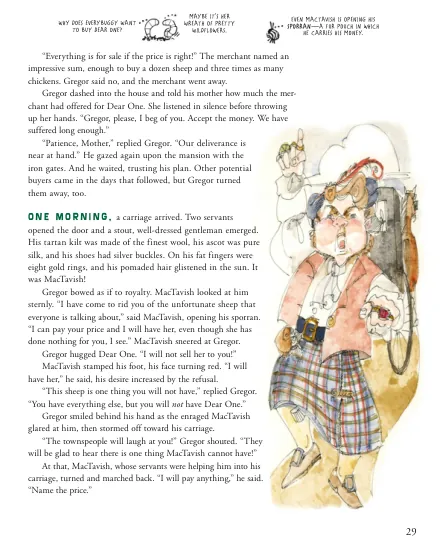 WHY DOES EVERYBUGGY WANT
TO BUY DEAR ONE?
MAYBE IT'S HER
WREATH OF PRETTY
WILDFLOWERS.
EVEN MACTAVISH IS OPENING HIS
SPORRAN—A FUR POUCH IN WHICH
HE CARRIES HIS MONEY.
"Everything is for sale if the price is right!" The merchant named an
impressive sum, enough to buy a dozen sheep and three times as many
chickens. Gregor said no, and the merchant went away.
Gregor dashed into the house and told his mother how much the mer-
chant had offered for Dear One. She listened in silence before throwing
up her hands. "Gregor, please, I beg of you. Accept the money. We have
suffered long enough."
"Patience, Mother," replied Gregor. "Our deliverance is
near at hand." He gazed again upon the mansion with the
iron gates. And he waited, trusting his plan. Other potential
buyers came in the days that followed, but Gregor turned
them away, too.
ONE MORNING, a carriage arrived. Two servants
opened the door and a stout, well-dressed gentleman emerged.
His tartan kilt was made of the finest wool, his ascot was pure
silk, and his shoes had silver buckles. On his fat fingers were
eight gold rings, and his pomaded hair glistened in the sun. It
was MacTavish!
Gregor bowed as if to royalty. MacTavish looked at him
sternly. "I have come to rid you of the unfortunate sheep that
everyone is talking about," said MacTavish, opening his sporran.
"I can pay your price and I will have her, even though she has
done nothing for you, I see." MacTavish sneered at Gregor.
Gregor hugged Dear One. "I will not sell her to you!"
MacTavish stamped his foot, his face turning red. "I will
have her," he said, his desire increased by the refusal.
"This sheep is one thing you will not have," replied Gregor.
"You have everything else, but you will not have Dear One."
Gregor smiled behind his hand as the enraged MacTavish
glared at him, then stormed off toward his carriage.
"The townspeople will laugh at you!" Gregor shouted. "They
will be glad to hear there is one thing MacTavish cannot have!"
At that, MacTavish, whose servants were helping him into his
carriage, turned and marched back. "I will pay anything," he said.
"Name the price."
29